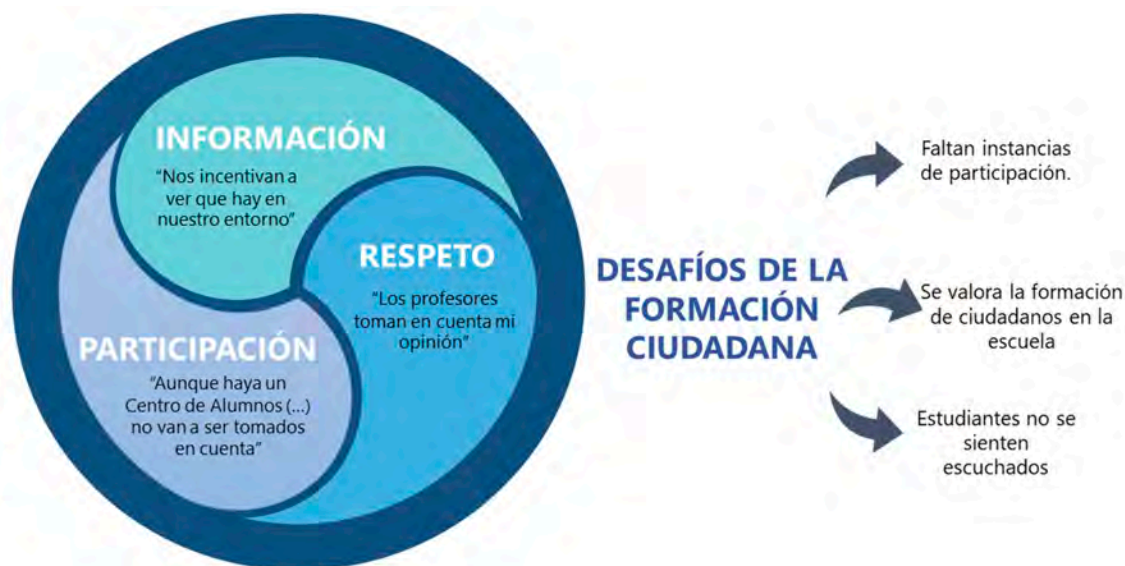 INFORMACIÓN
“Nos incentivan a
ver que hay en
nuestro entorno”
RESPETO
“Los profesores
toman en cuenta mi
opinión”
PARTICIPACIÓN
“Aunque haya un
Centro de Alumnos (...)
no van a ser tomados
en cuenta”
DESAFÍOS DE LA
FORMACIÓN
CIUDADANA
Faltan instancias
de participación.
Se valora la formación
de ciudadanos en la
escuela
Estudiantes no se
sienten
escuchados